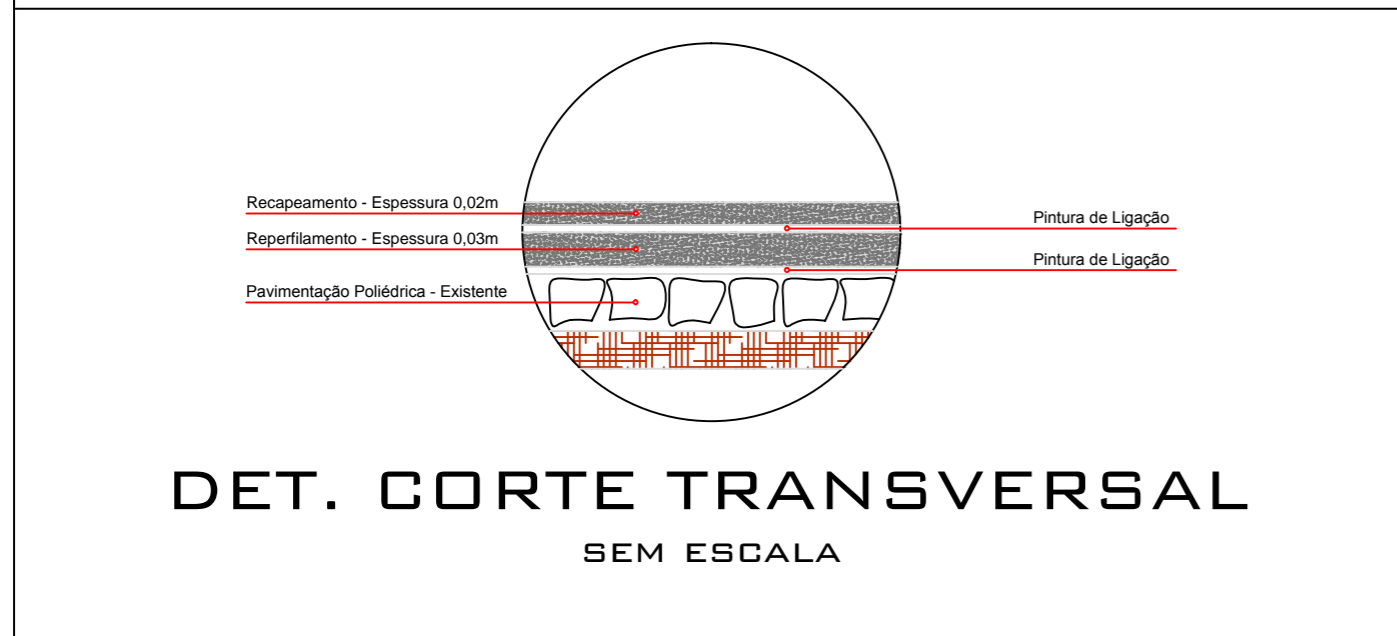 Recapeamento - Espessura 0,02m
Pintura de Ligação
Reperfilamento - Espessura 0,03m
Pintura de Ligação
Pavimentação Poliédrica - Existente
DET. CORTE TRANSVERSAL
SEM ESCALA